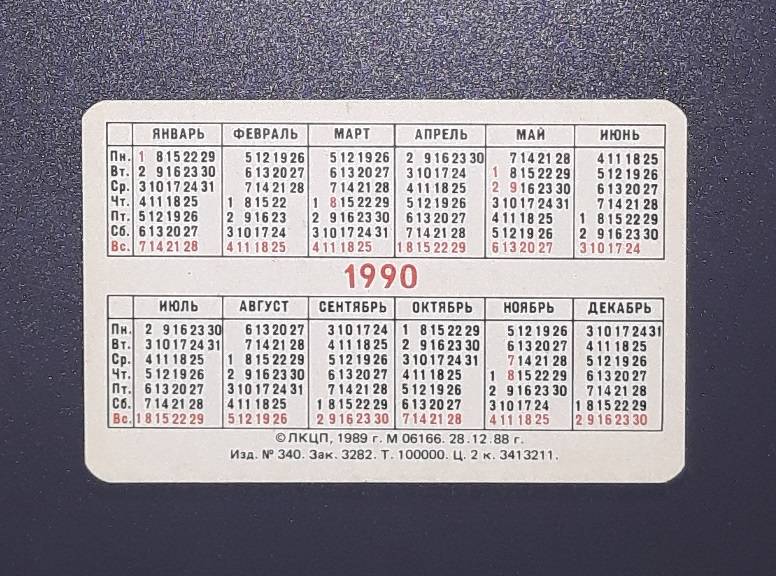 ЯНВАРЬ ФЕВРАЛЬ МАРТ АПРЕЛЬ МАЙ ИЮНЬ
Пн. 1 8 15 22 29 5 12 19 26 5 12 19 26 2 9 16 23 30 7 14 21 28 4 11 18 25
Вт. 2 9 16 23 30 6 13 20 27 6 13 20 27 3 10 17 24 1 8 15 22 29 5 12 19 26
Ср. 3 10 17 24 31 7 14 21 28 7 14 21 28 4 11 18 25 2 9 16 23 30 6 13 20 27
Чт. 4 11 18 25 1 8 15 22 1 8 15 22 29 5 12 19 26 3 10 17 24 31 7 14 21 28
Пт. 5 12 19 26 2 9 16 23 2 9 16 23 30 6 13 20 27 4 11 18 25 1 8 15 22 29
Сб. 6 13 20 27 3 10 17 24 3 10 17 24 31 7 14 21 28 5 12 19 26 2 9 16 23 30
Вс. 7 14 21 28 4 11 18 25 4 11 18 25 1 8 15 22 29 6 13 20 27 3 10 17 24
1990
ИЮЛЬ АВГУСТ СЕНТЯБРЬ ОКТЯБРЬ НОЯБРЬ ДЕКАБРЬ
Пн. 2 9 16 23 30 6 13 20 27 3 10 17 24 1 8 15 22 29 5 12 19 26 3 10 17 24 31
Вт. 3 10 17 24 31 7 14 21 28 4 11 18 25 2 9 16 23 30 6 13 20 27 4 11 18 25
Ср. 4 11 18 25 1 8 15 22 29 5 12 19 26 3 10 17 24 31 7 14 21 28 5 12 19 26
Чт. 5 12 19 26 2 9 16 23 30 6 13 20 27 4 11 18 25 1 8 15 22 29 6 13 20 27
Пт. 6 13 20 27 3 10 17 24 31 7 14 21 28 5 12 19 26 2 9 16 23 30 7 14 21 28
Сб. 7 14 21 28 4 11 18 25 1 8 15 22 29 6 13 20 27 3 10 17 24 1 8 15 22 29
Вс. 1 8 15 22 29 5 12 19 26 2 9 16 23 30 7 14 21 28 4 11 18 25 2 9 16 23 30
© ЛКЦП, 1989 г. М 06166. 28.12.88 г.
Изд. № 340. Зак. 3282. Т. 100000. Ц. 2 к. 3413211.